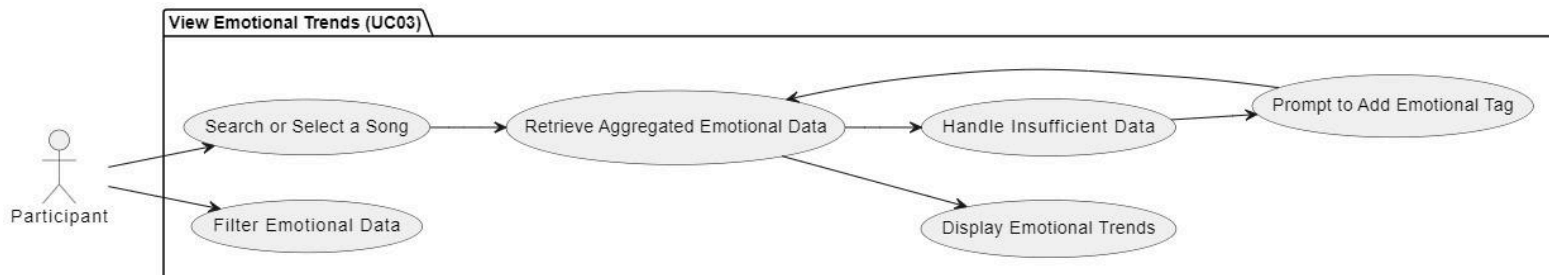 View Emotional Trends (UC03)
Search or Select a Song
Retrieve Aggregated Emotional Data
Handle Insufficient Data
Prompt to Add Emotional Tag
Participant
Filter Emotional Data
Display Emotional Trends